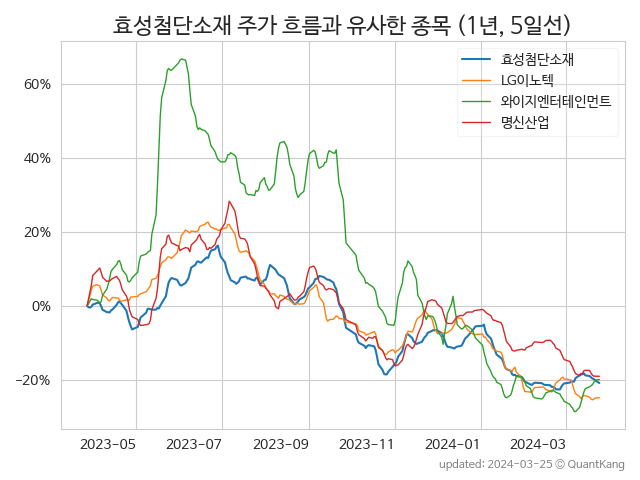 효성첨단소재 주가 흐름과 유사한 종목 (1년, 5일선)
효성첨단소재
LG이노텍
와이지엔터테인먼트
명신산업
60%
40%
20%
0%
−20%
2023−05
2023−07
2023−09
2023−11
2024−01
2024−03
updated: 2024−03−25 © QuantKang